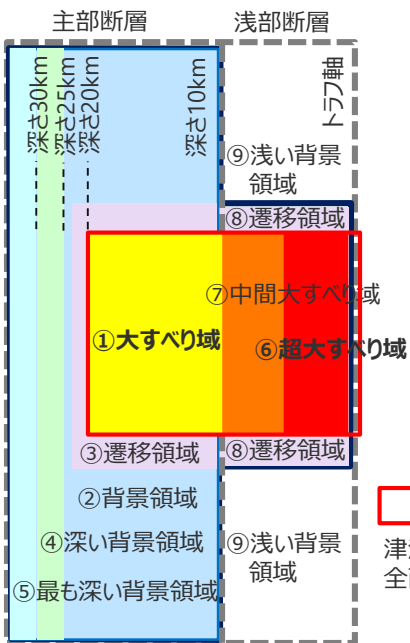 主部断層 浅部断層
深さ30km
深さ25km
深さ20km
深さ10km
トラフ軸
⑨浅い背景
領域
⑧遷移領域
⑦中間大すべり域
①大すべり域
⑥超大すべり域
③遷移領域
⑧遷移領域
②背景領域
④深い背景領域
⑨浅い背景
領域
⑤最も深い背景領域